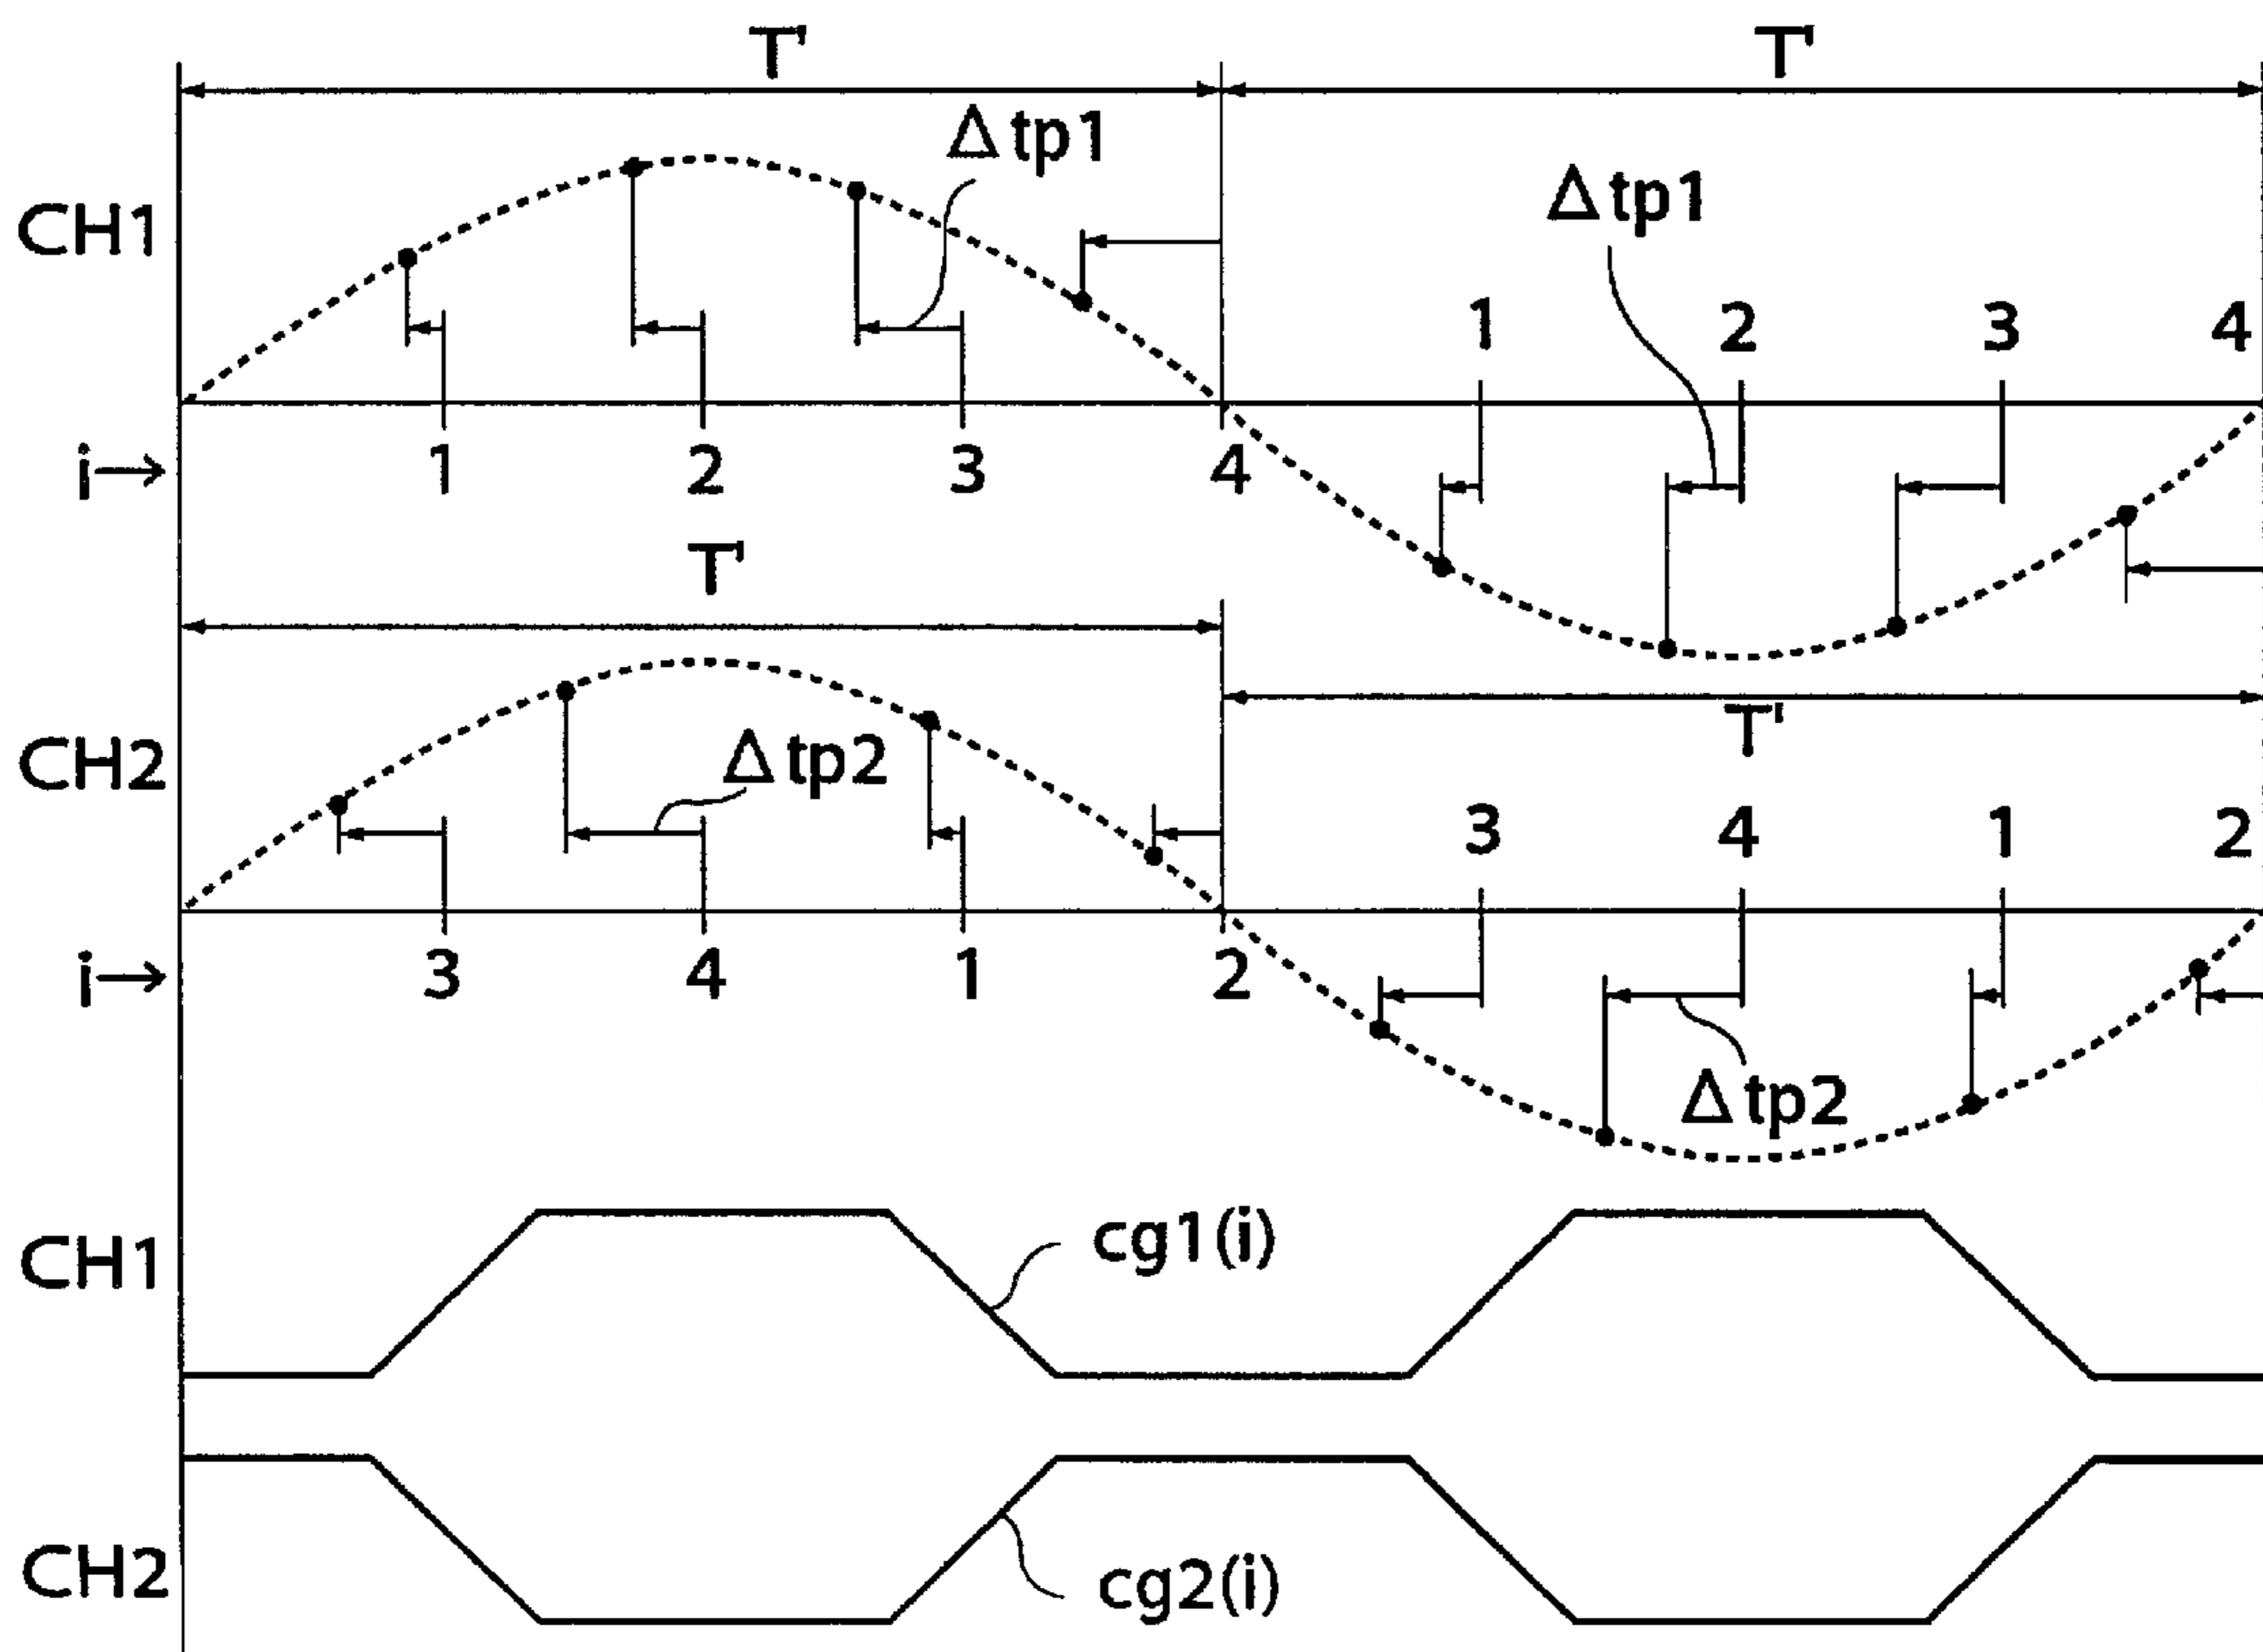 T' T'
Δtp1
Δtp1
CH1
1 2 3 4
i→ 1 2 3 4
T'
CH2
Δtp2
T'
3 4 1 2
i→ 3 4 1 2
Δtp2
CH1
cg1(i)
CH2
cg2(i)